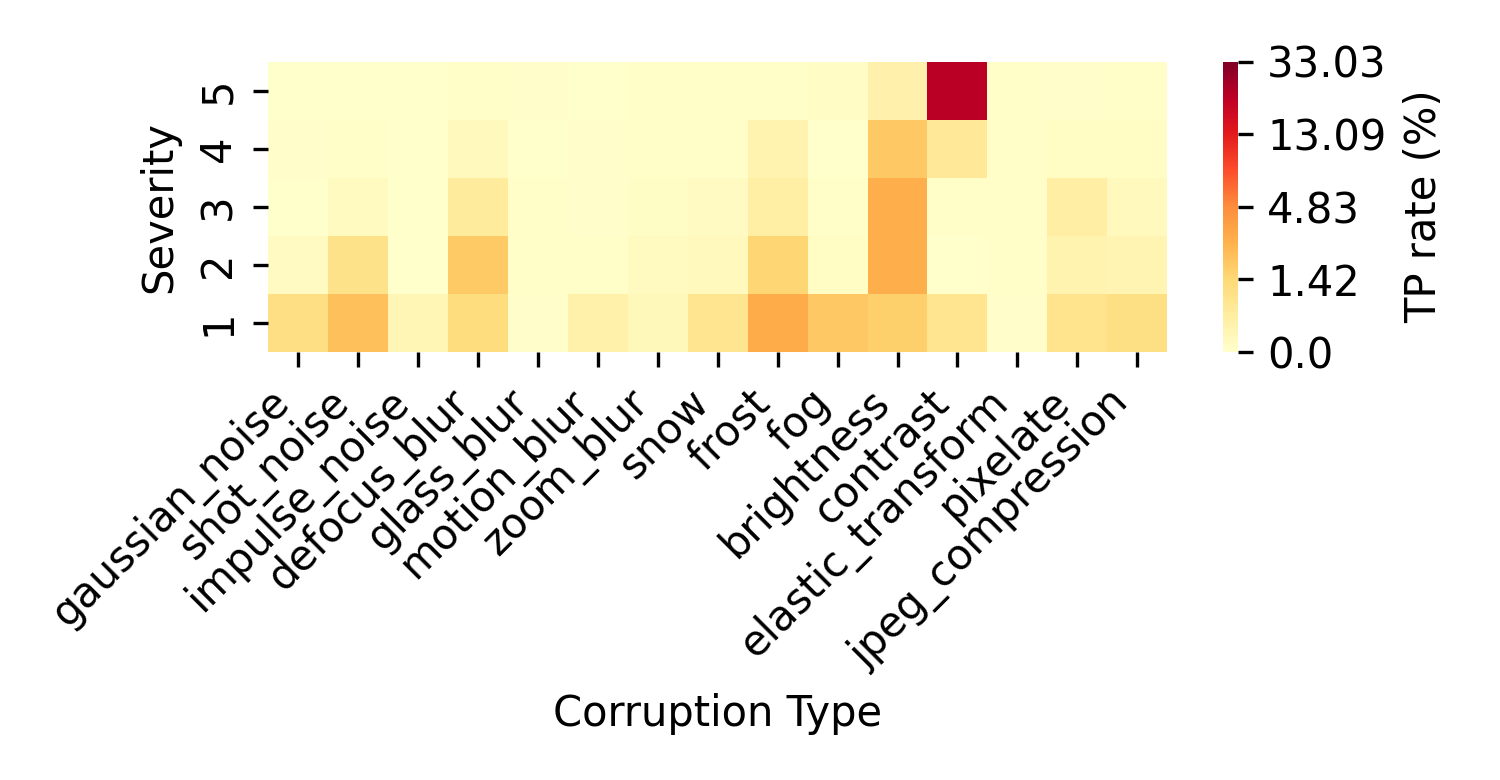 Severity
5
4
3
2
1
gaussian_noise
shot_noise
impulse_noise
defocus_blur
glass_blur
motion_blur
zoom_blur
snow
frost
fog
brightness
contrast
elastic_transform
pixelate
jpeg_compression
Corruption Type
33.03
13.09
4.83
1.42
0.0
TP rate (%)